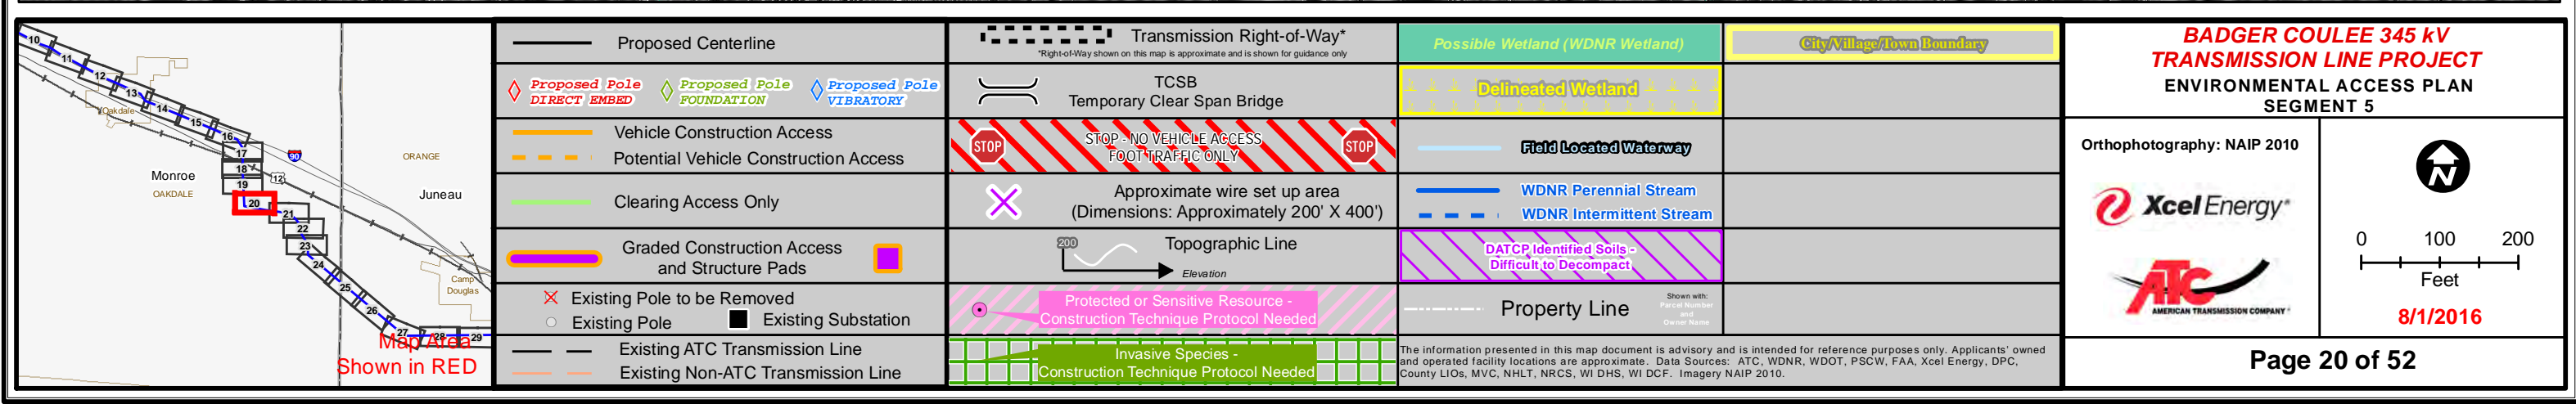 10
11
12
13
14
15
16
17
18
19
20
21
22
23
24
25
26
27
28
29
Oakdale
90
12
ORANGE
Monroe
OAKDALE
Juneau
Camp
Douglas
Map Area
Shown in RED
Proposed Centerline
Proposed Pole
DIRECT EMBED
Proposed Pole
FOUNDATION
Proposed Pole
VIBRATORY
Vehicle Construction Access
Potential Vehicle Construction Access
Clearing Access Only
Graded Construction Access
and Structure Pads
Existing Pole to be Removed
Existing Pole
Existing Substation
Existing ATC Transmission Line
Existing Non-ATC Transmission Line
Transmission Right-of-Way*
*Right-of-Way shown on this map is approximate and is shown for guidance only
TCSB
Temporary Clear Span Bridge
STOP
STOP - NO VEHICLE ACCESS
FOOT TRAFFIC ONLY
STOP
Approximate wire set up area
(Dimensions: Approximately 200' X 400')
200
Topographic Line
Elevation
Protected or Sensitive Resource -
Construction Technique Protocol Needed
Invasive Species -
Construction Technique Protocol Needed
Possible Wetland (WDNR Wetland)
Delineated Wetland
Field Located Waterway
WDNR Perennial Stream
WDNR Intermittent Stream
DATCP Identified Soils -
Difficult to Decompact
Property Line
Shown with:
Parcel Number
and
Owner Name
City/Village/Town Boundary
The information presented in this map document is advisory and is intended for reference purposes only. Applicants' owned
and operated facility locations are approximate. Data Sources: ATC, WDNR, WDOT, PSCW, FAA, Xcel Energy, DPC,
County LIOs, MVC, NHLT, NRCS, WI DHS, WI DCF. Imagery NAIP 2010.
BADGER COULEE 345 kV
TRANSMISSION LINE PROJECT
ENVIRONMENTAL ACCESS PLAN
SEGMENT 5
Orthophotography: NAIP 2010
Xcel Energy®
ATC
AMERICAN TRANSMISSION COMPANY®
N
0 100 200
Feet
8/1/2016
Page 20 of 52